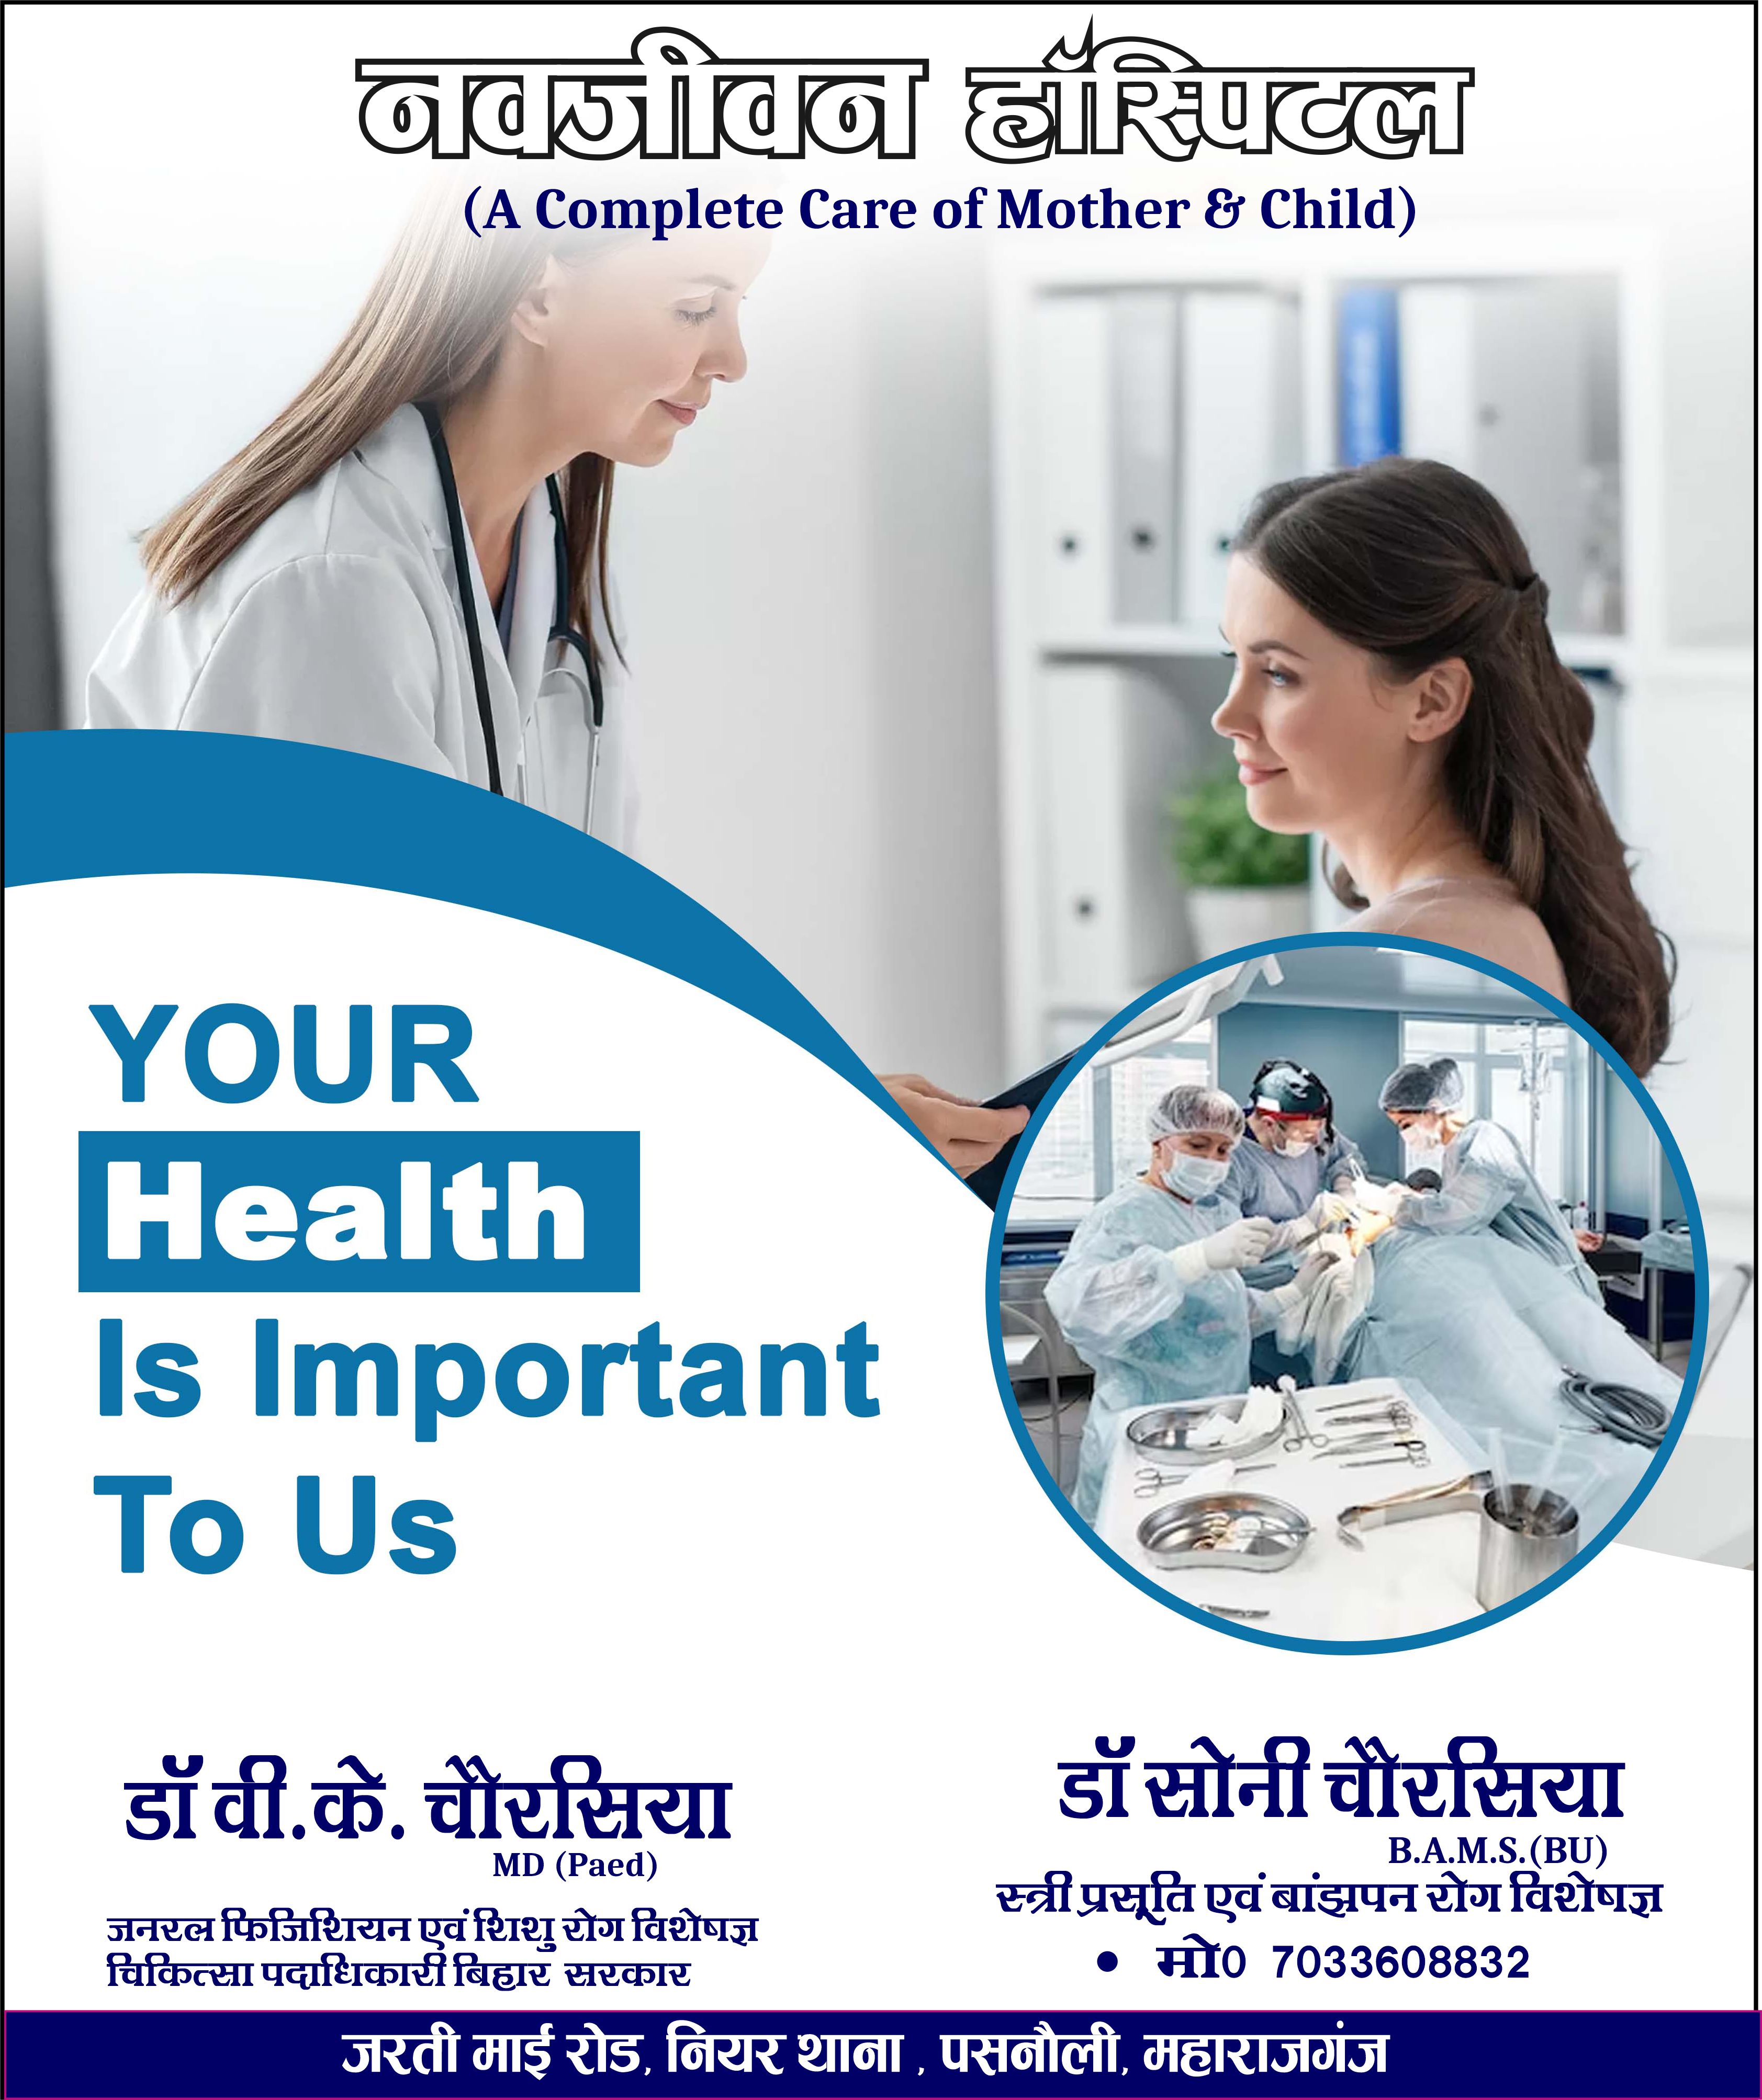 नवजीवन हॉस्पिटल
(A Complete Care of Mother & Child)
YOUR
Health
Is Important
To Us
डॉ वी.के. चौरसिया
MD (Paed)
जनरल फिजिशियन एवं शिशु रोग विशेषज्ञ
चिकित्सा पदाधिकारी बिहार सरकार
डॉ सोनी चौरसिया
B.A.M.S.(BU)
स्त्री प्रसूति एवं बांझपन रोग विशेषज्ञ
• मो0 7033608832
जरती माई रोड, नियर थाना , पसनौली, महाराजगंज